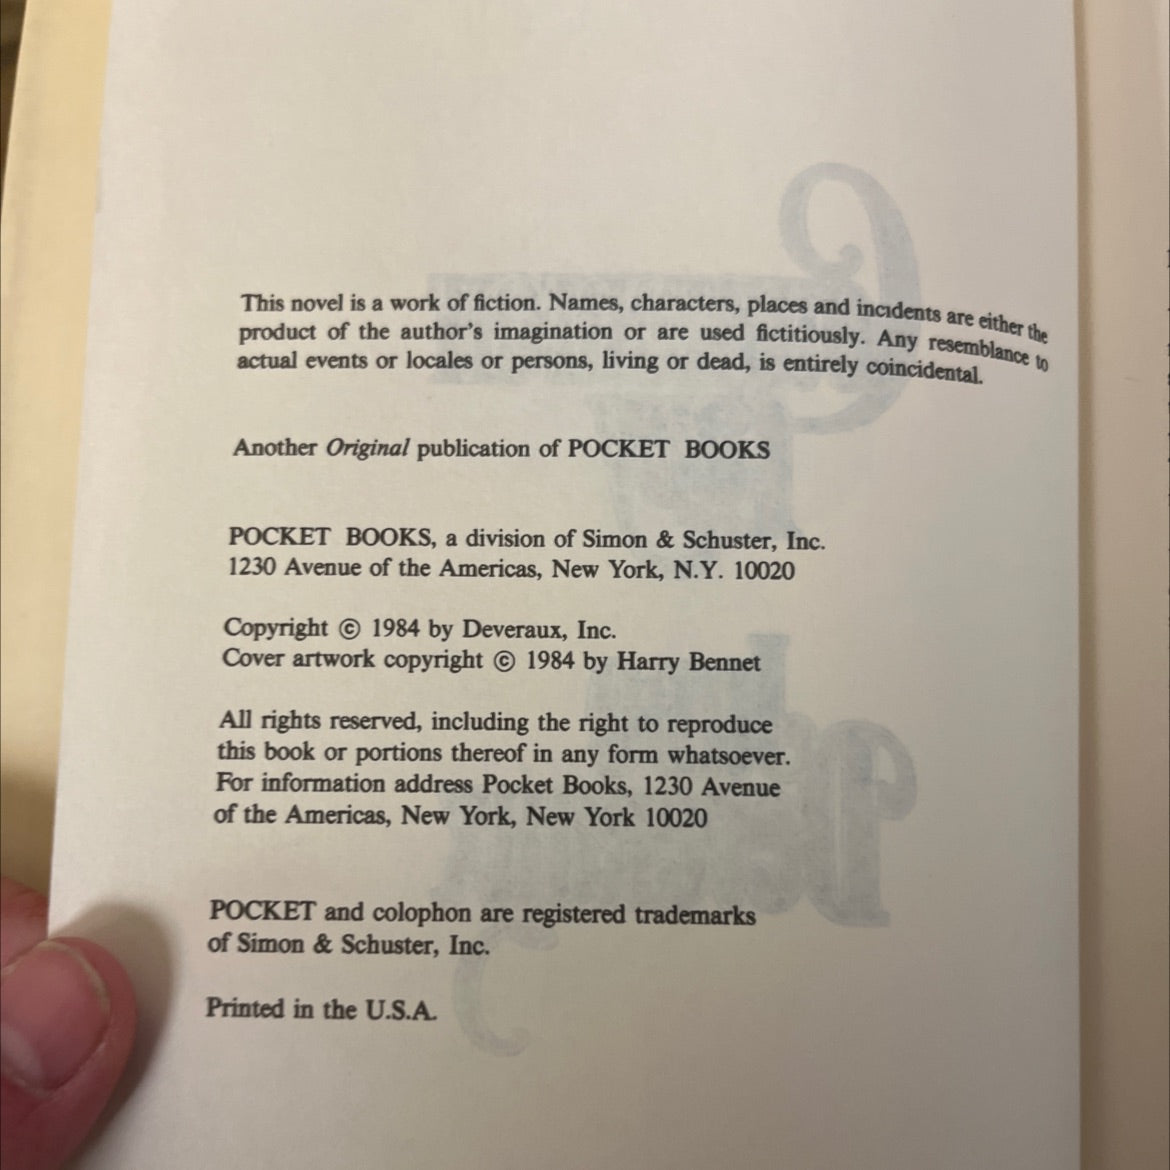 This novel is a work of fiction. Names, characters, places and incidents are either the
product of the author's imagination or are used fictitiously. Any resemblance to
actual events or locales or persons, living or dead, is entirely coincidental.
Another Original publication of POCKET BOOKS
POCKET BOOKS, a division of Simon & Schuster, Inc.
1230 Avenue of the Americas, New York, N.Y. 10020
Copyright © 1984 by Deveraux, Inc.
Cover artwork copyright © 1984 by Harry Bennet
All rights reserved, including the right to reproduce
this book or portions thereof in any form whatsoever.
For information address Pocket Books, 1230 Avenue
of the Americas, New York, New York 10020
POCKET and colophon are registered trademarks
of Simon & Schuster, Inc.
Printed in the U.S.A.